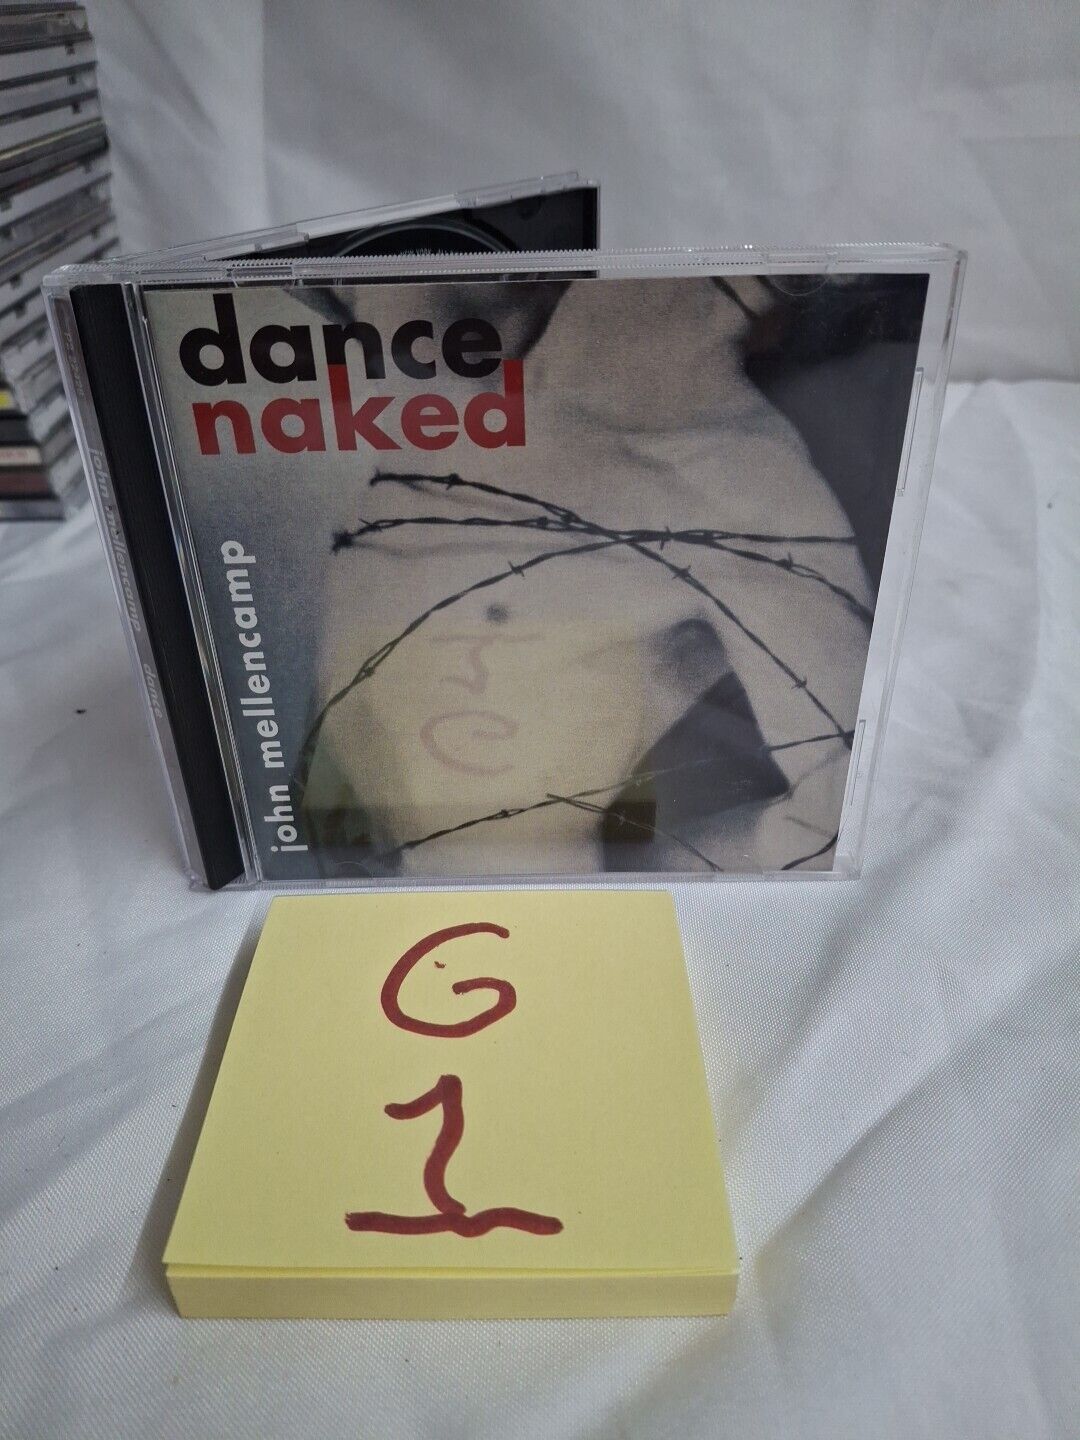 dance
naked
john mellencamp
john mellencamp
dance
G
1